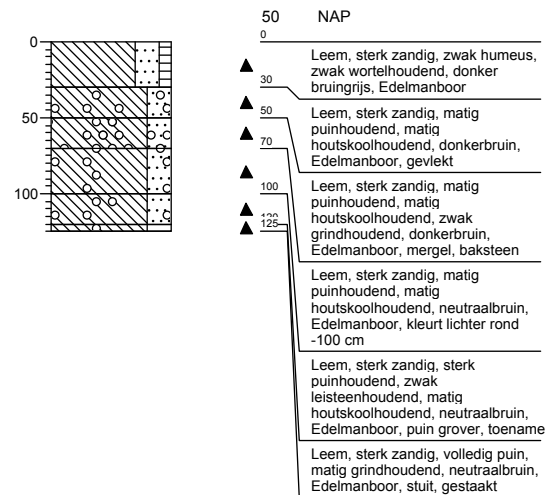 50 NAP
0
0
Leem, sterk zandig, zwak humeus,
zwak wortelhoudend, donker
bruingrijs, Edelmanboor
30
Leem, sterk zandig, matig
puinhoudend, matig
houtskoolhoudend, donkerbruin,
Edelmanboor, gevlekt
50
50
Leem, sterk zandig, matig
puinhoudend, matig
houtskoolhoudend, zwak
grindhoudend, donkerbruin,
Edelmanboor, mergel, baksteen
70
Leem, sterk zandig, matig
puinhoudend, matig
houtskoolhoudend, neutraalbruin,
Edelmanboor, kleurt lichter rond
-100 cm
100
100
Leem, sterk zandig, sterk
puinhoudend, zwak
leisteenhoudend, matig
houtskoolhoudend, neutraalbruin,
Edelmanboor, puin grover, toename
120
125
Leem, sterk zandig, volledig puin,
matig grindhoudend, neutraalbruin,
Edelmanboor, stuit, gestaakt